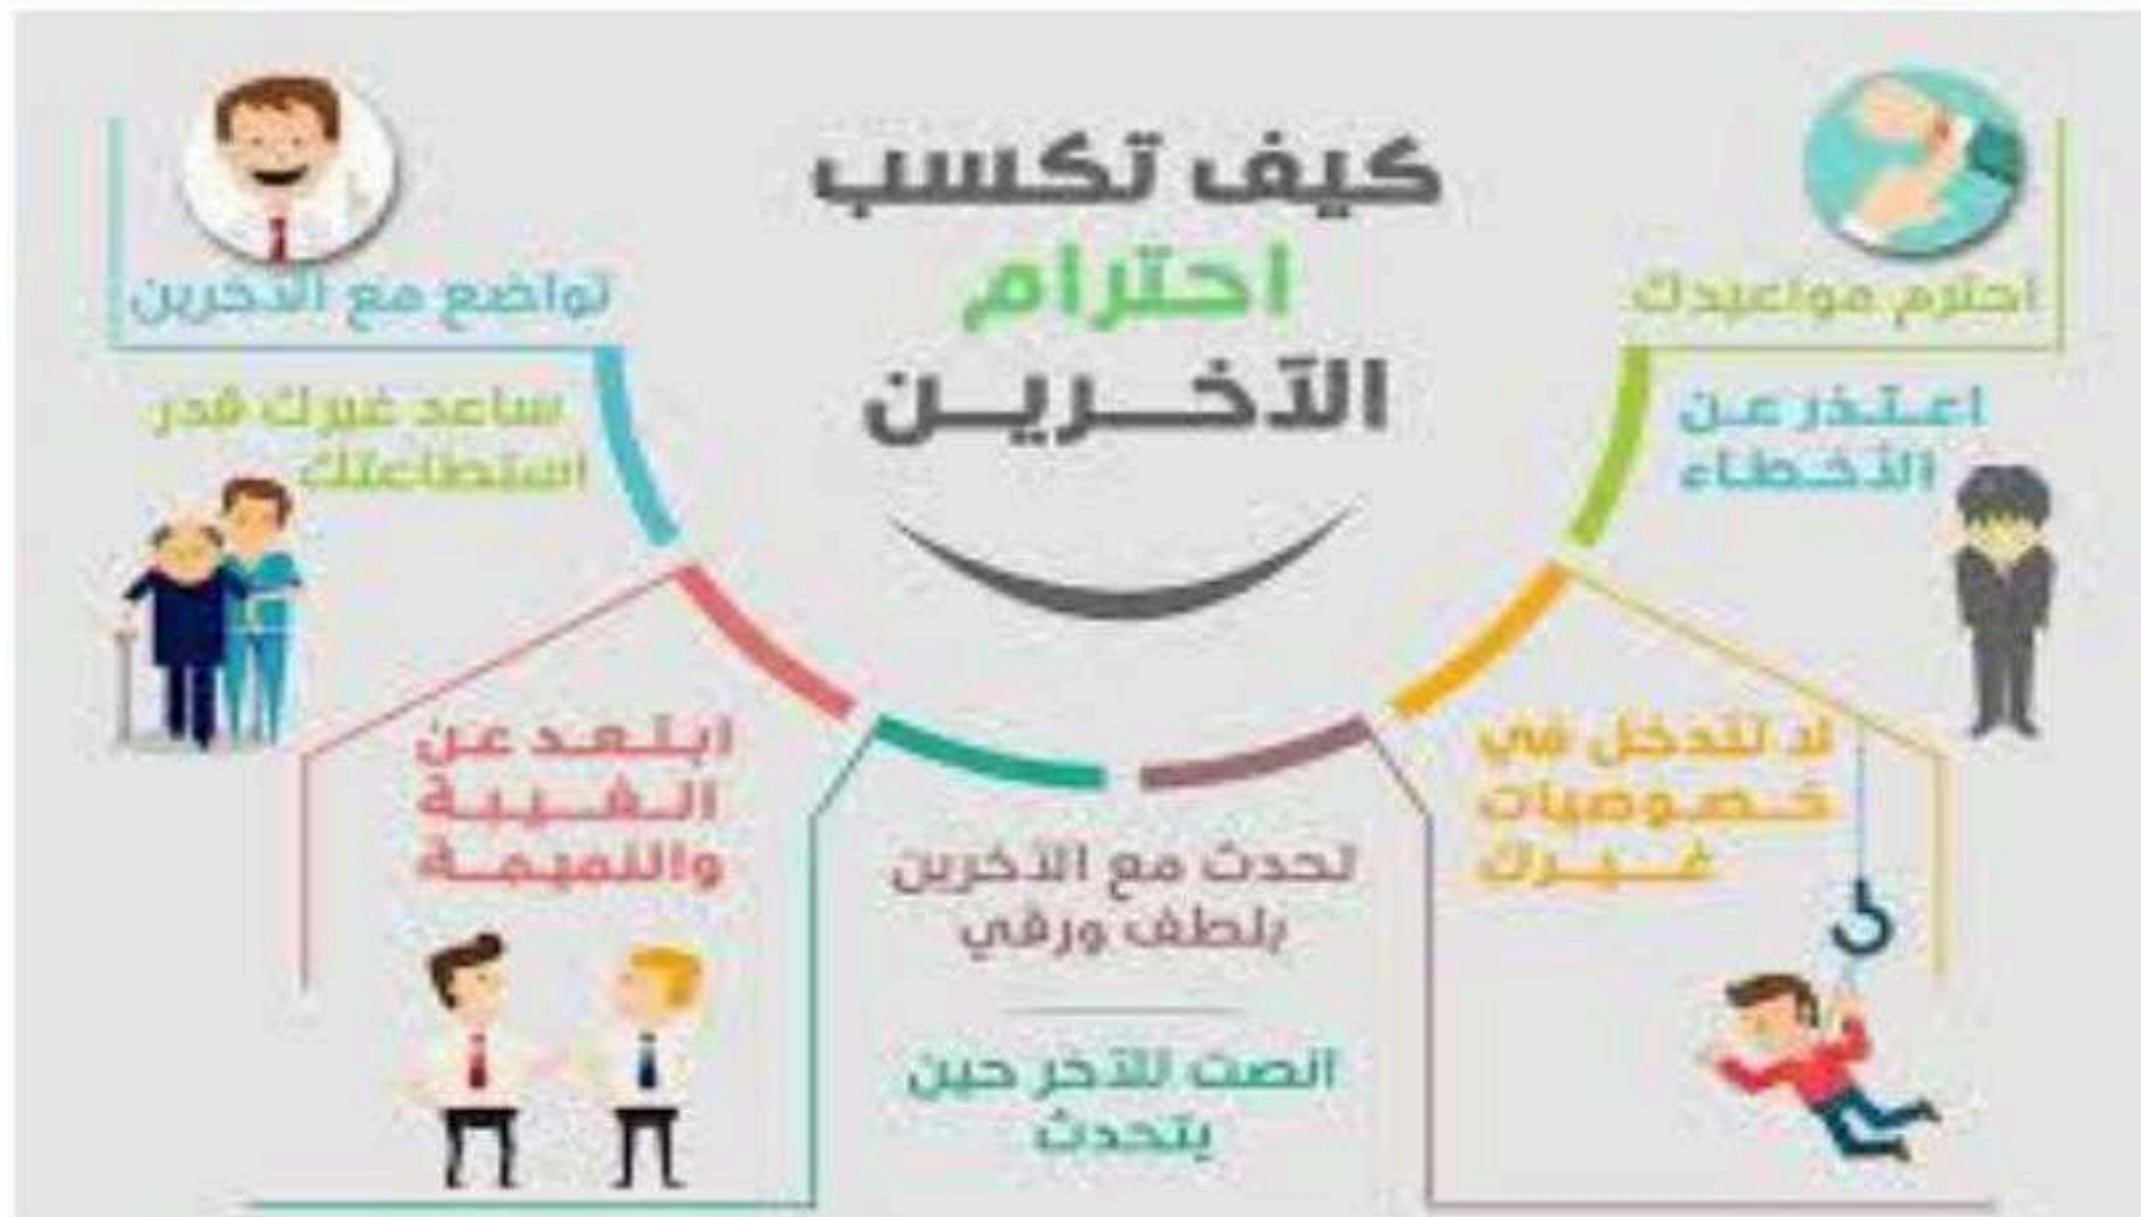 كيف تكسب
احترام
الآخرين
احترم مواعيدك
اعتذر عن
الأخطاء
لا تتدخل في
خصوصيات
غيرك
تحدث مع الآخرين
بلطف ورقي
انصت للآخر حين
يتحدث
ابتعد عن
الغيبة
والنميمة
تواضع مع الآخرين
ساعد غيرك قدر
استطاعتك